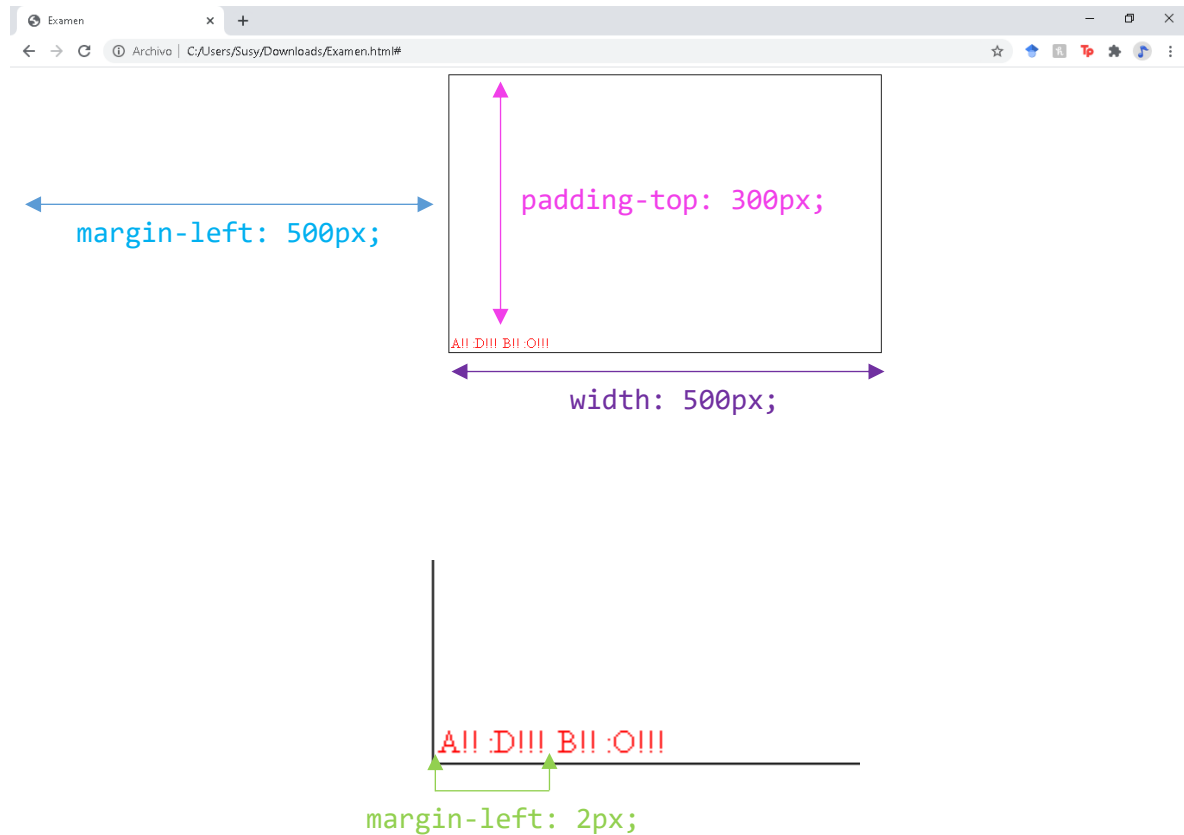 Examen
Archivo | C:/Users/Susy/Downloads/Examen.html#
padding-top: 300px;
margin-left: 500px;
A!! :D!!! B!! :O!!!
width: 500px;
A!! :D!!! B!! :O!!!
margin-left: 2px;